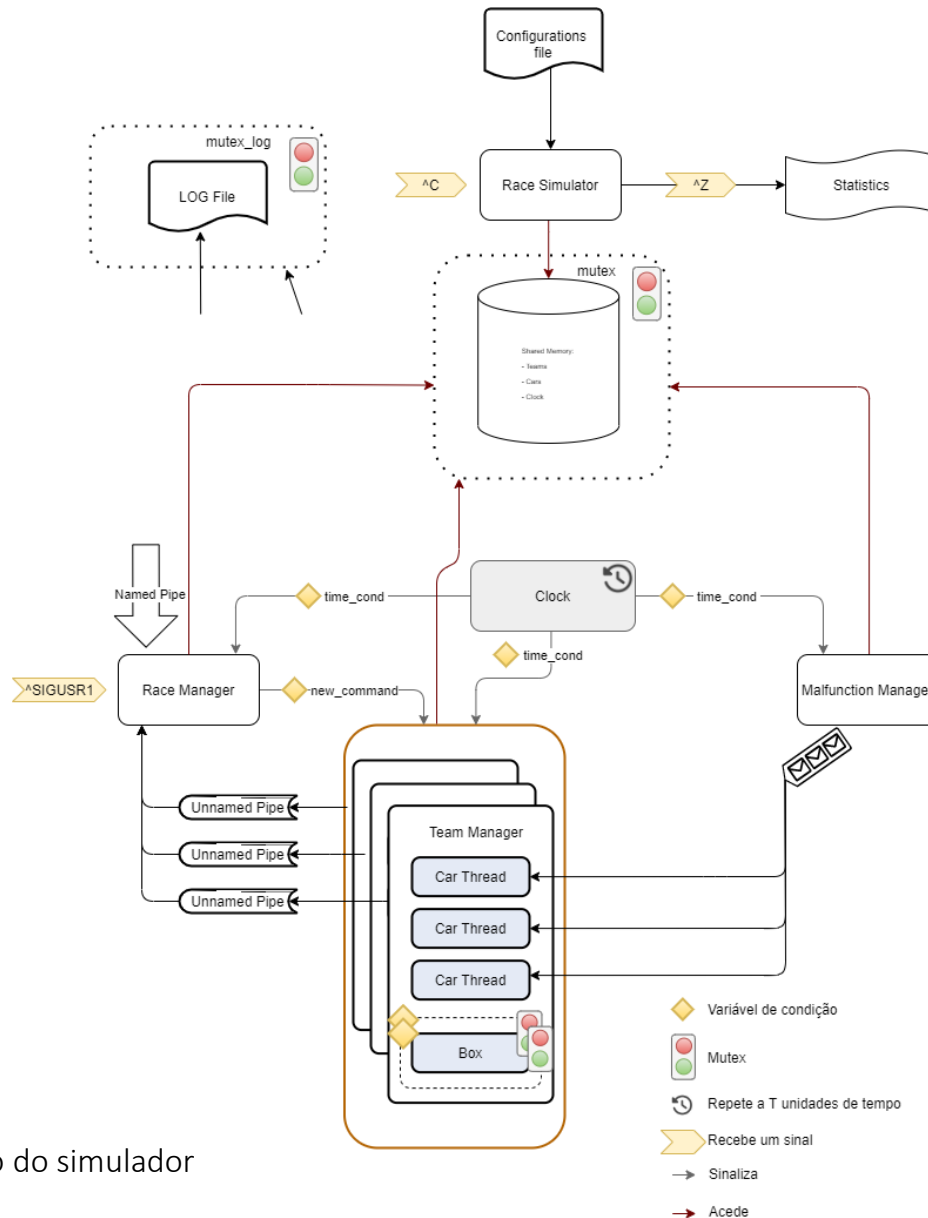 Configurations
file
mutex_log
LOG File
^C
Race Simulator
^Z
Statistics
mutex
Shared Memory:
- Teams
- Cars
- Clock
Named Pipe
time_cond
Clock
time_cond
time_cond
^SIGUSR1
Race Manager
new_command
Malfunction Manage
Unnamed Pipe
Unnamed Pipe
Unnamed Pipe
Team Manager
Car Thread
Car Thread
Car Thread
Box
Variável de condição
Mutex
Repete a T unidades de tempo
Recebe um sinal
Sinaliza
Acede
o do simulador